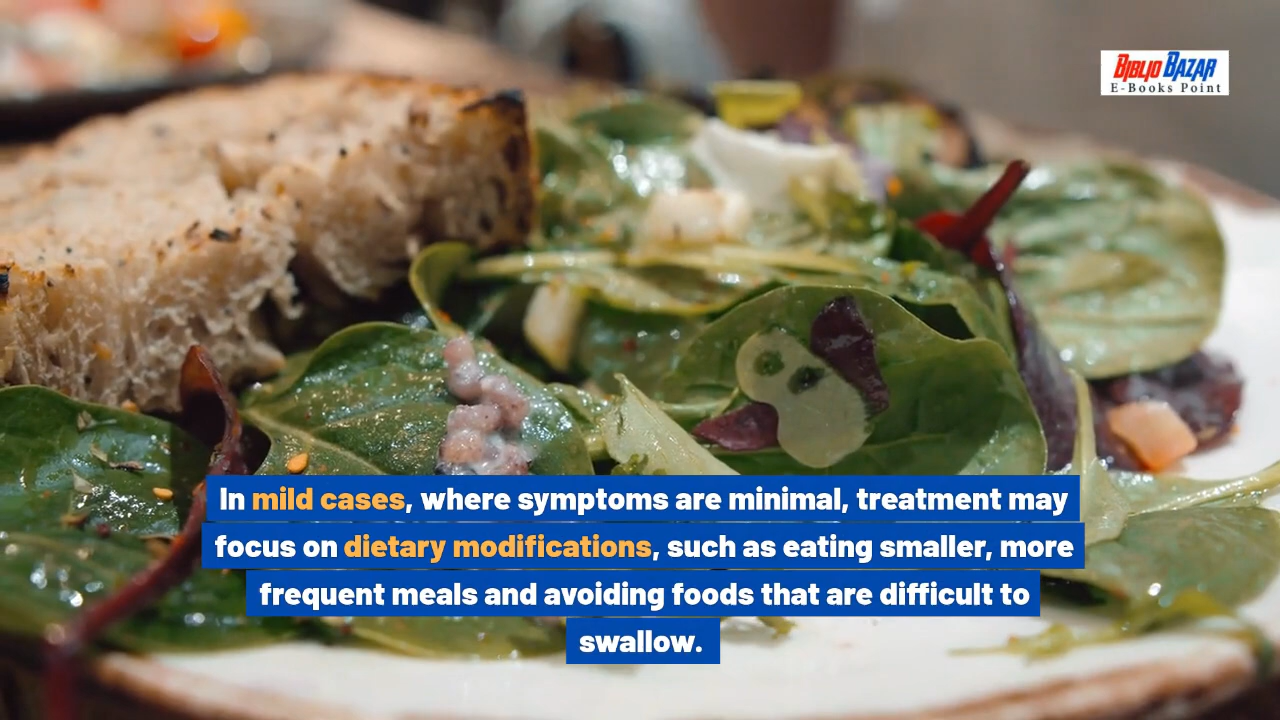 BIBLIO BAZAR
E-Books Point
In mild cases, where symptoms are minimal, treatment may
focus on dietary modifications, such as eating smaller, more
frequent meals and avoiding foods that are difficult to
swallow.